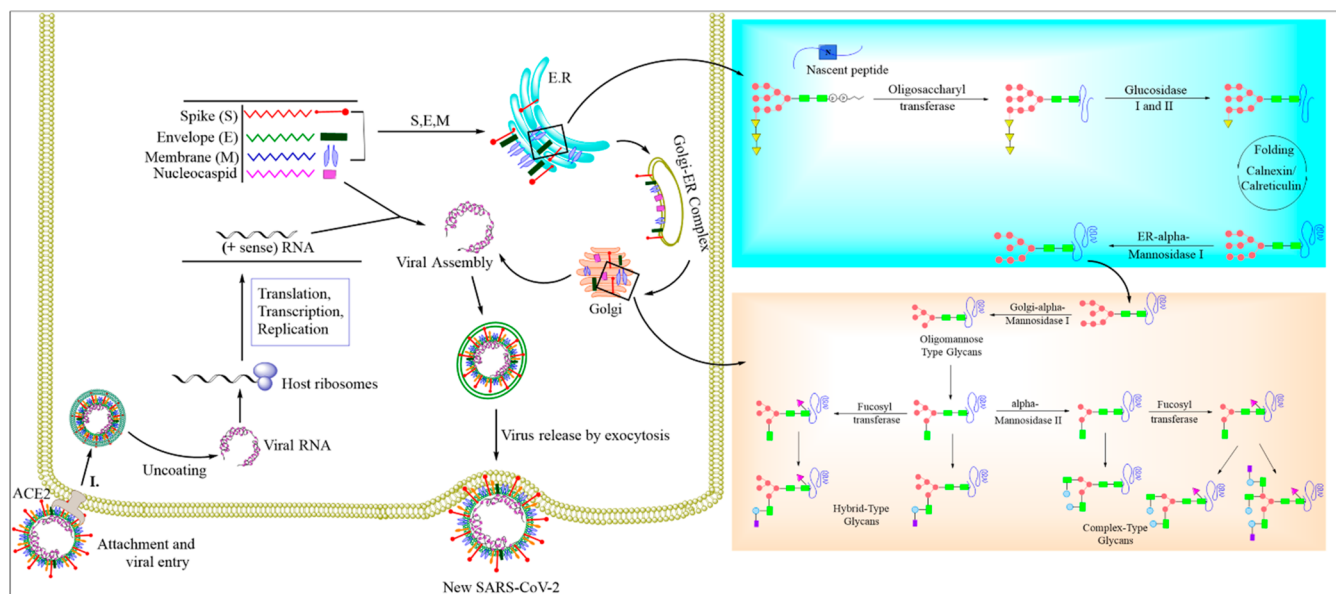 Spike (S)
Envelope (E)
Membrane (M)
Nucleocaspid
S,E,M
E.R
Golgi-ER Complex
(+ sense) RNA
Viral Assembly
Golgi
Translation,
Transcription,
Replication
Host ribosomes
Viral RNA
Uncoating
I.
ACE2
Attachment and
viral entry
Virus release by exocytosis
New SARS-CoV-2
N
Nascent peptide
Oligosaccharyl
transferase
P P
Glucosidase
I and II
Folding
Calnexin/
Calreticulin
ER-alpha-
Mannosidase I
Golgi-alpha-
Mannosidase I
Oligomannose
Type Glycans
Fucosyl
transferase
alpha-
Mannosidase II
Fucosyl
transferase
Hybrid-Type
Glycans
Complex-Type
Glycans